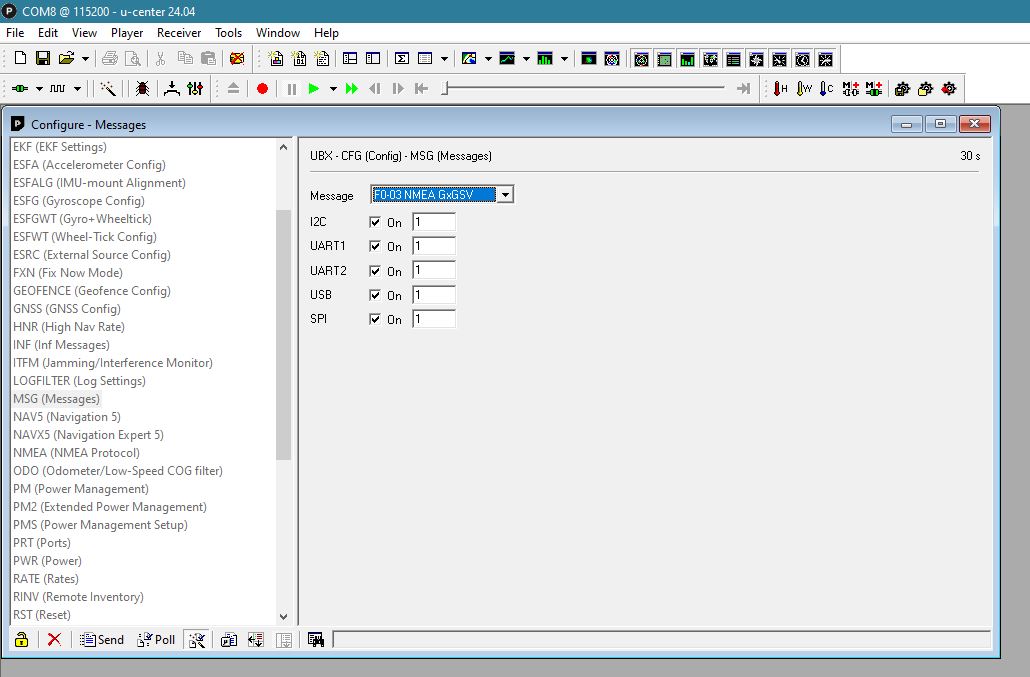 COM8 @ 115200 - u-center 24.04
File Edit View Player Receiver Tools Window Help
H W C
Configure - Messages
EKF (EKF Settings)
ESFA (Accelerometer Config)
ESFALG (IMU-mount Alignment)
ESFG (Gyroscope Config)
ESFGWT (Gyro+Wheeltick)
ESFWT (Wheel-Tick Config)
ESRC (External Source Config)
FXN (Fix Now Mode)
GEOFENCE (Geofence Config)
GNSS (GNSS Config)
HNR (High Nav Rate)
INF (Inf Messages)
ITFM (Jamming/Interference Monitor)
LOGFILTER (Log Settings)
MSG (Messages)
NAV5 (Navigation 5)
NAVX5 (Navigation Expert 5)
NMEA (NMEA Protocol)
ODO (Odometer/Low-Speed COG filter)
PM (Power Management)
PM2 (Extended Power Management)
PMS (Power Management Setup)
PRT (Ports)
PWR (Power)
RATE (Rates)
RINV (Remote Inventory)
RST (Reset)
UBX - CFG (Config) - MSG (Messages) 30 s
Message F0-03 NMEA GxGSV
I2C On 1
UART1 On 1
UART2 On 1
USB On 1
SPI On 1
Send Poll